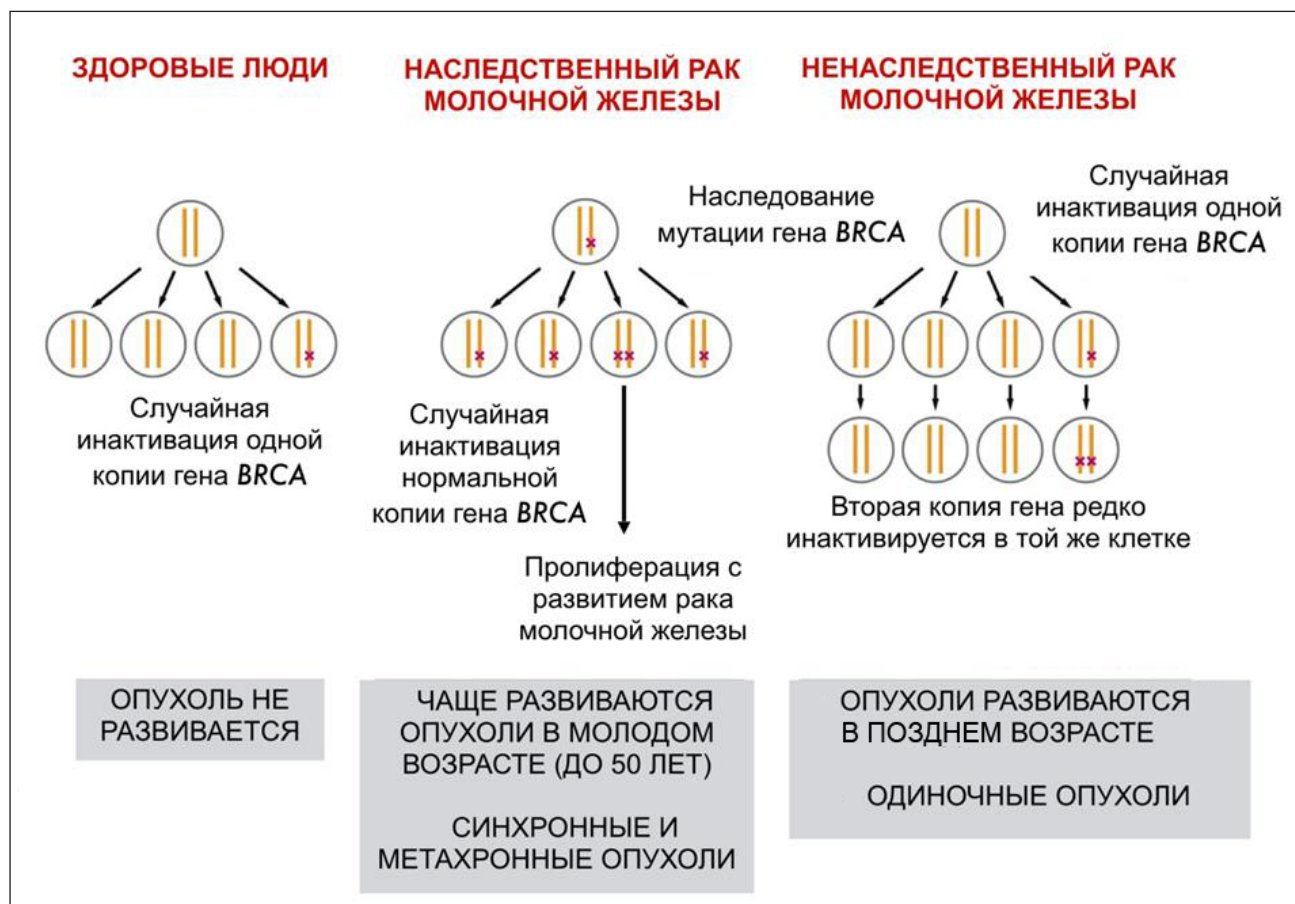 ЗДОРОВЫЕ ЛЮДИ
НАСЛЕДСТВЕННЫЙ РАК
МОЛОЧНОЙ ЖЕЛЕЗЫ
НЕНАСЛЕДСТВЕННЫЙ РАК
МОЛОЧНОЙ ЖЕЛЕЗЫ
Наследование
мутации гена BRCA
Случайная
инактивация одной
копии гена BRCA
Случайная
инактивация одной
копии гена BRCA
Случайная
инактивация
нормальной
копии гена BRCA
Вторая копия гена редко
инактивируется в той же клетке
Пролиферация с
развитием рака
молочной железы
ОПУХОЛЬ НЕ
РАЗВИВАЕТСЯ
ЧАЩЕ РАЗВИВАЮТСЯ
ОПУХОЛИ В МОЛОДОМ
ВОЗРАСТЕ (ДО 50 ЛЕТ)
СИНХРОННЫЕ И
МЕТАХРОННЫЕ ОПУХОЛИ
ОПУХОЛИ РАЗВИВАЮТСЯ
В ПОЗДНЕМ ВОЗРАСТЕ
ОДИНОЧНЫЕ ОПУХОЛИ